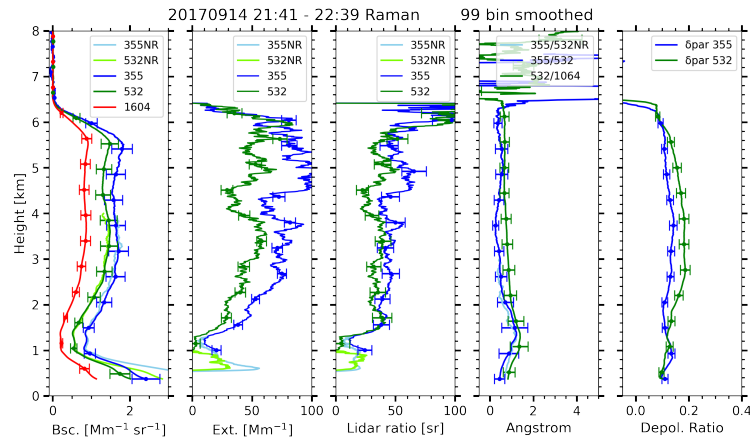 20170914 21:41 - 22:39 Raman 99 bin smoothed
Height [km]
8
7
6
5
4
3
2
1
0
355NR
532NR
355
532
1604
0 2
Bsc. [Mm⁻¹ sr⁻¹]
355NR
532NR
355
532
0 50 100
Ext. [Mm⁻¹]
355NR
532NR
355
532
0 50 100
Lidar ratio [sr]
355/532NR
355/532
532/1064
0 2 4
Angstrom
δpar 355
δpar 532
0.0 0.2 0.4
Depol. Ratio